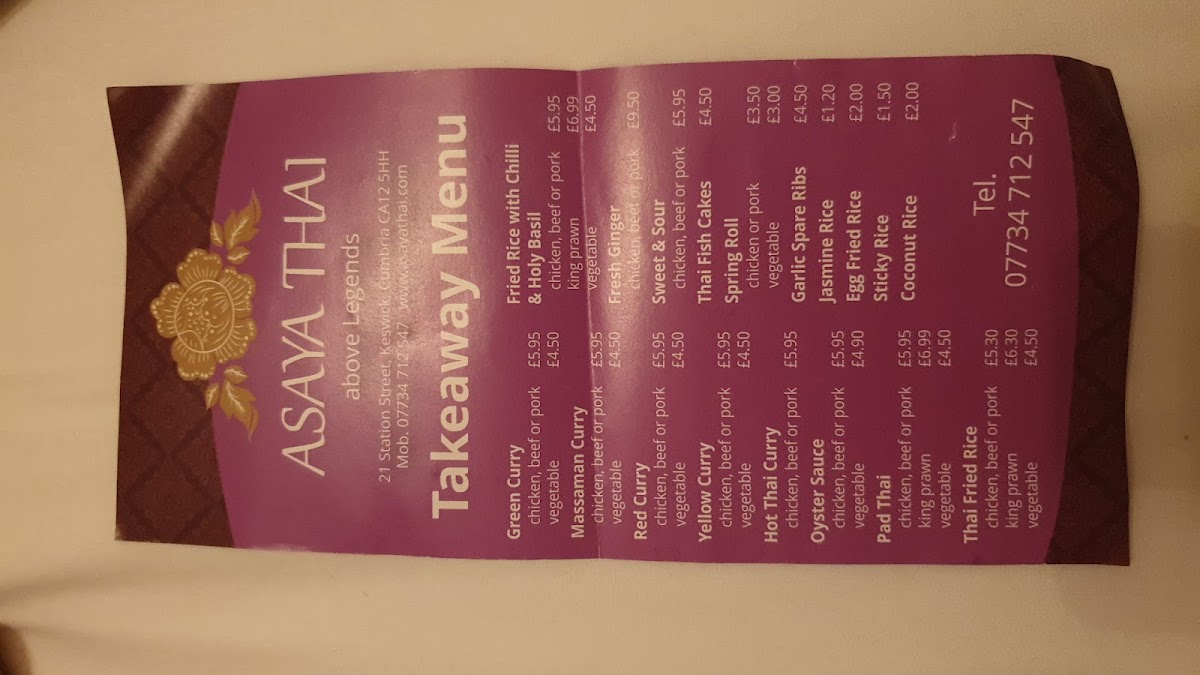 ASAYA THAI
above Legends
21 Station Street, Keswick, Cumbria CA12 5HH
Mob. 07734 712 547 www.asayathai.com
Takeaway Menu
Green Curry
chicken, beef or pork £5.95
vegetable £4.50
Massaman Curry
chicken, beef or pork £5.95
vegetable £4.50
Red Curry
chicken, beef or pork £5.95
vegetable £4.50
Yellow Curry
chicken, beef or pork £5.95
vegetable £4.50
Hot Thai Curry
chicken, beef or pork £5.95
Oyster Sauce
chicken, beef or pork £5.95
vegetable £4.90
Pad Thai
chicken, beef or pork £5.95
king prawn £6.99
vegetable £4.50
Thai Fried Rice
chicken, beef or pork £5.30
king prawn £6.30
vegetable £4.50
Fried Rice with Chilli
& Holy Basil
chicken, beef or pork £5.95
king prawn £6.99
vegetable £4.50
Fresh Ginger
chicken, beef or pork £9.50
Sweet & Sour
chicken, beef or pork £5.95
Thai Fish Cakes £4.50
Spring Roll
chicken or pork £3.50
vegetable £3.00
Garlic Spare Ribs £4.50
Jasmine Rice £1.20
Egg Fried Rice £2.00
Sticky Rice £1.50
Coconut Rice £2.00
Tel.
07734 712 547